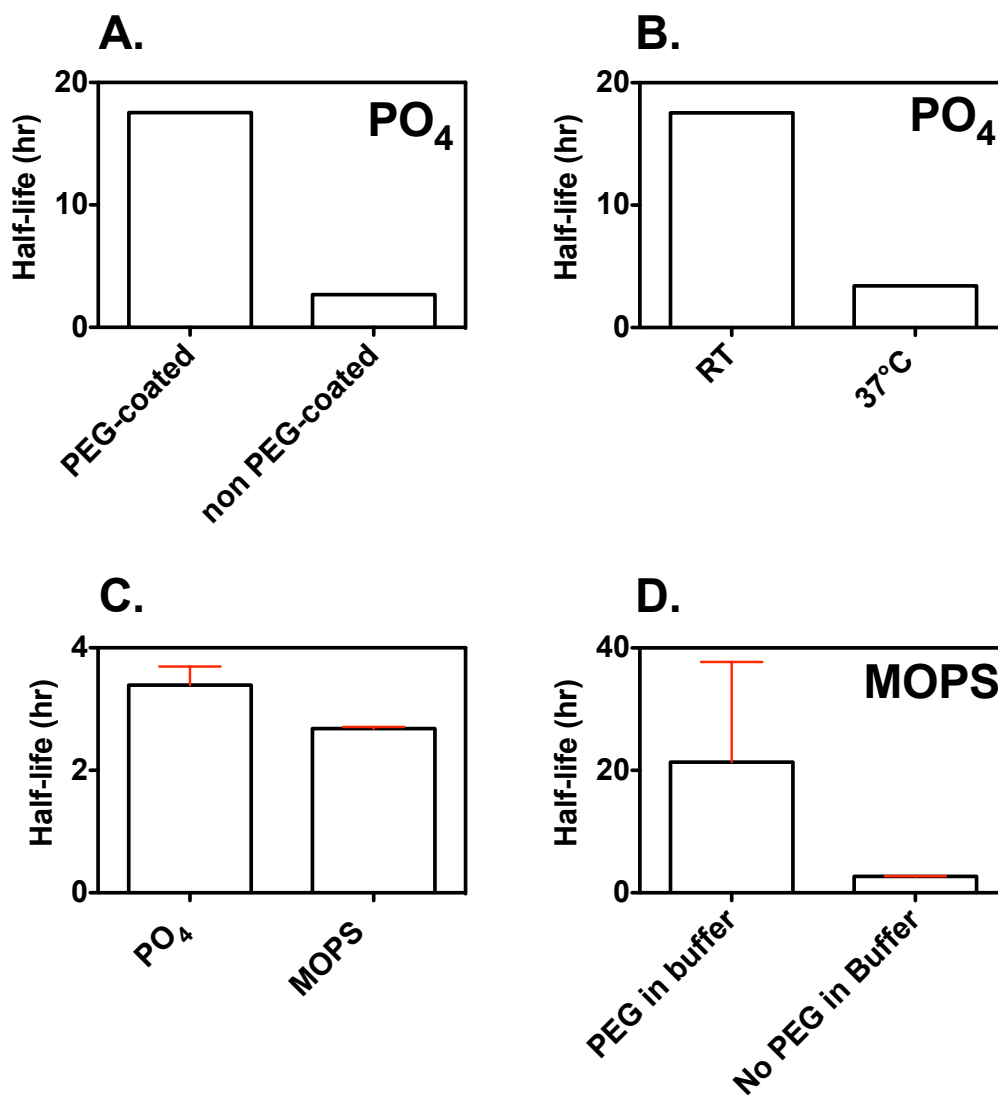 A.
20
10
0
Half-life (hr)
PO4
PEG-coated
non PEG-coated
B.
20
10
0
Half-life (hr)
PO4
RT
37°C
C.
4
2
0
Half-life (hr)
PO4
MOPS
D.
40
20
0
Half-life (hr)
MOPS
PEG in buffer
No PEG in Buffer